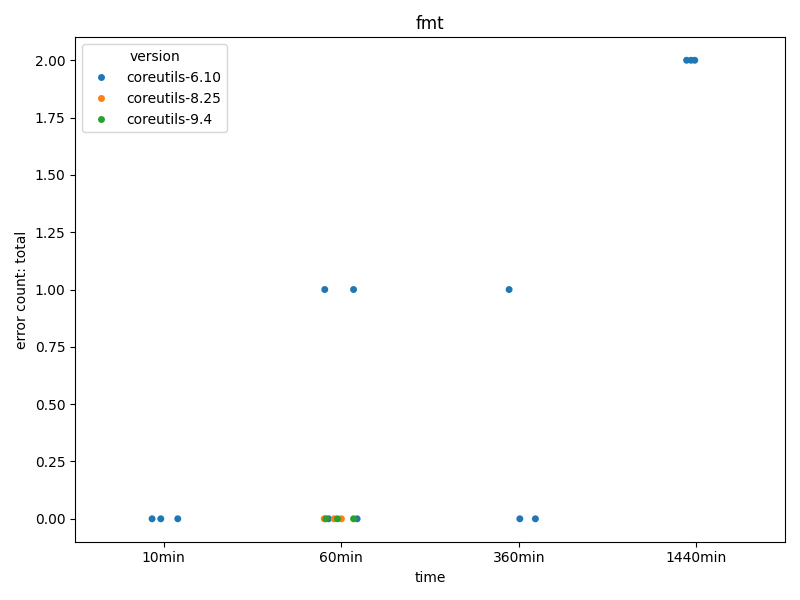 fmt
version
coreutils-6.10
coreutils-8.25
coreutils-9.4
error count: total
2.00
1.75
1.50
1.25
1.00
0.75
0.50
0.25
0.00
10min
60min
360min
1440min
time